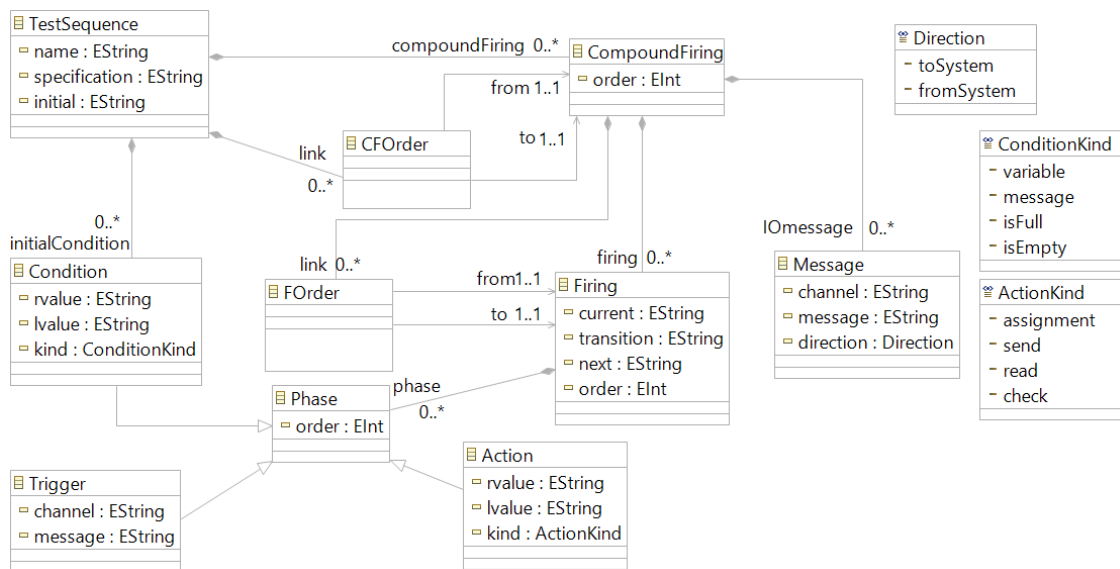 TestSequence
name : EString
specification : EString
initial : EString
compoundFiring 0..*
CompoundFiring
order : EInt
Direction
toSystem
fromSystem
from 1..1
to 1..1
CFOrder
link
0..*
ConditionKind
variable
message
isFull
isEmpty
0..*
initialCondition
IOmessage 0..*
Condition
rvalue : EString
lvalue : EString
kind : ConditionKind
link 0..*
FOrder
from1..1
to 1..1
firing 0..*
Firing
current : EString
transition : EString
next : EString
order : EInt
Message
channel : EString
message : EString
direction : Direction
ActionKind
assignment
send
read
check
phase
0..*
Phase
order : EInt
Trigger
channel : EString
message : EString
Action
rvalue : EString
lvalue : EString
kind : ActionKind